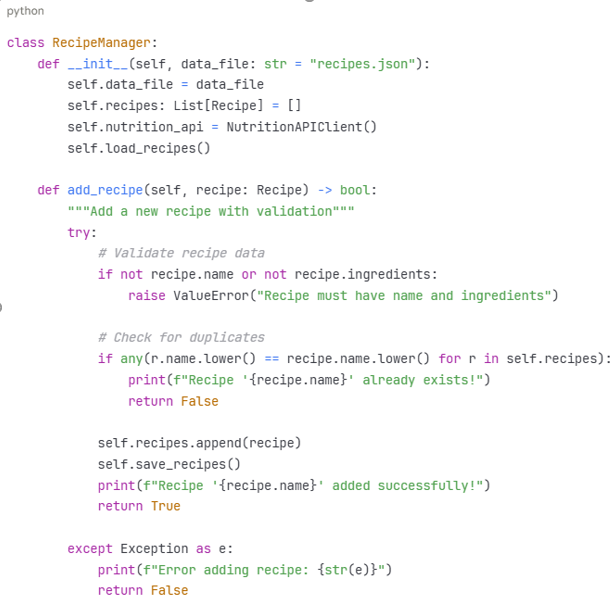 python
class RecipeManager:
    def __init__(self, data_file: str = "recipes.json"):
        self.data_file = data_file
        self.recipes: List[Recipe] = []
        self.nutrition_api = NutritionAPIClient()
        self.load_recipes()

    def add_recipe(self, recipe: Recipe) -> bool:
        """Add a new recipe with validation"""
        try:
            # Validate recipe data
            if not recipe.name or not recipe.ingredients:
                raise ValueError("Recipe must have name and ingredients")

            # Check for duplicates
            if any(r.name.lower() == recipe.name.lower() for r in self.recipes):
                print(f"Recipe '{recipe.name}' already exists!")
                return False

            self.recipes.append(recipe)
            self.save_recipes()
            print(f"Recipe '{recipe.name}' added successfully!")
            return True

        except Exception as e:
            print(f"Error adding recipe: {str(e)}")
            return False